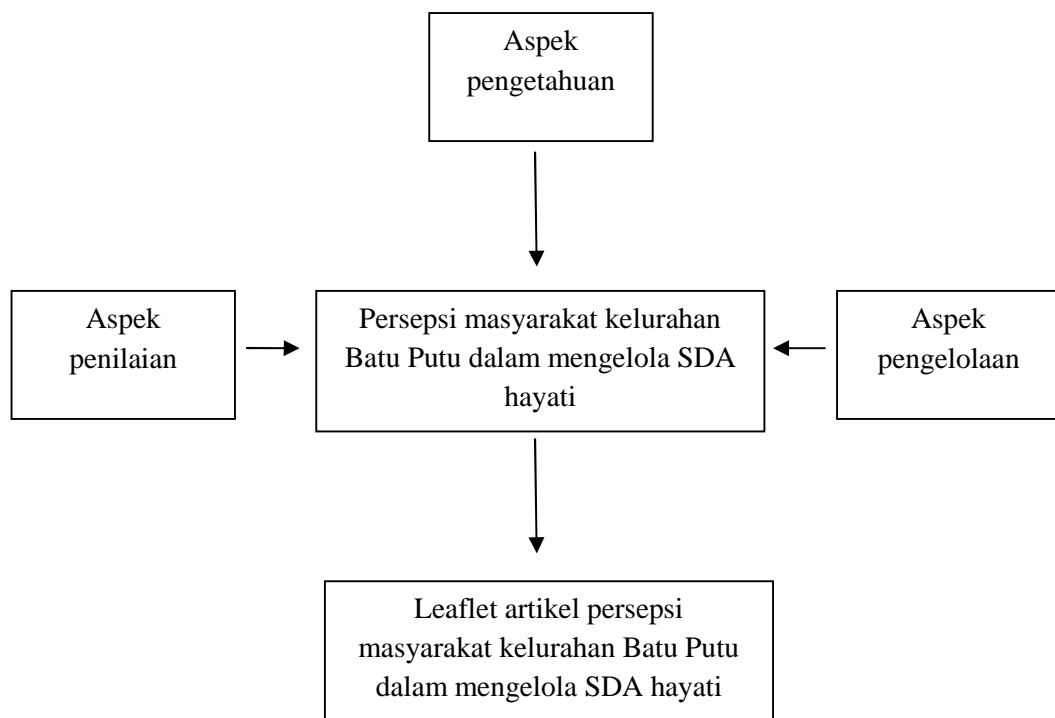 Aspek
pengetahuan
Aspek
penilaian
Persepsi masyarakat kelurahan
Batu Putu dalam mengelola SDA
hayati
Aspek
pengelolaan
Leaflet artikel persepsi
masyarakat kelurahan Batu Putu
dalam mengelola SDA hayati